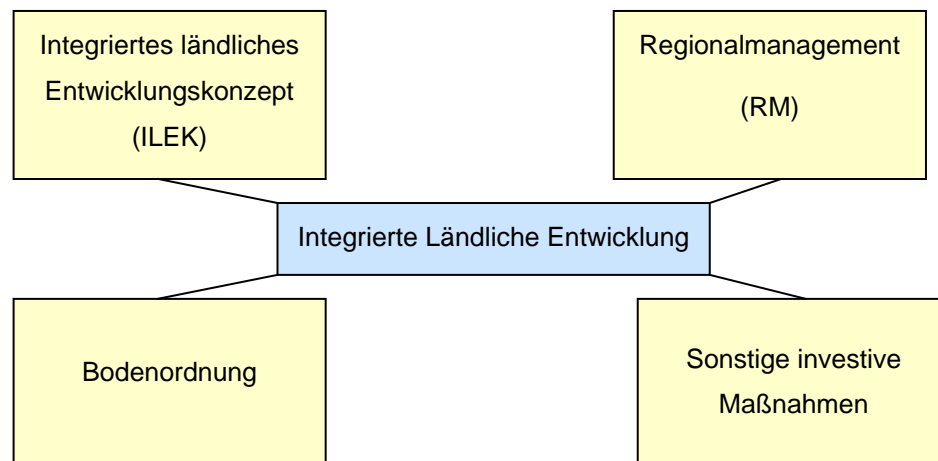 Integriertes ländliches
Entwicklungskonzept
(ILEK)
Regionalmanagement
(RM)
Integrierte Ländliche Entwicklung
Bodenordnung
Sonstige investive
Maßnahmen